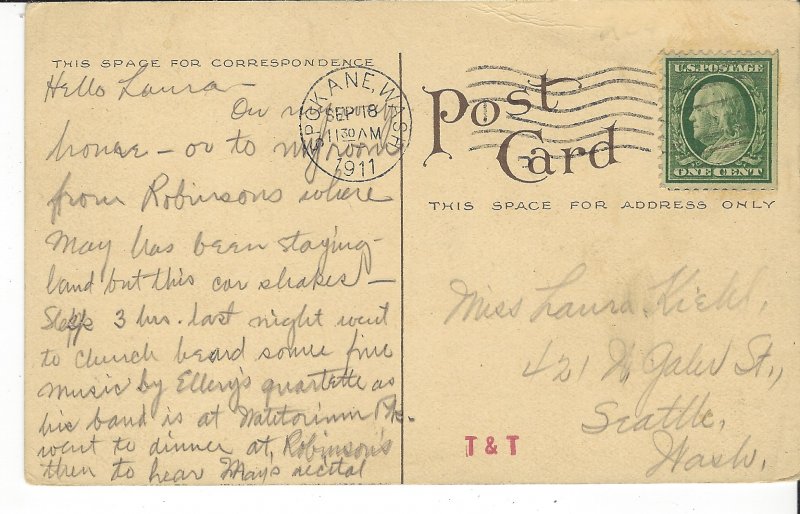 THIS SPACE FOR CORRESPONDENCE
Hello Laura –
On my way
home – or to my room
from Robinsons where
May has been staying –
land but this car shakes –
Slept 3 hrs. last night went
to church heard some fine
music by Ellery's quartette as
his band is at Natatorium Pk.
went to dinner at Robinson's
then to hear May's recital
SPOKANE, WASH.
SEP 18
11 30 AM
1911
POST CARD
U.S. POSTAGE
ONE CENT
THIS SPACE FOR ADDRESS ONLY
Miss Laura Kiehl,
421 W. Galer St.,
Seattle,
Wash.
T & T